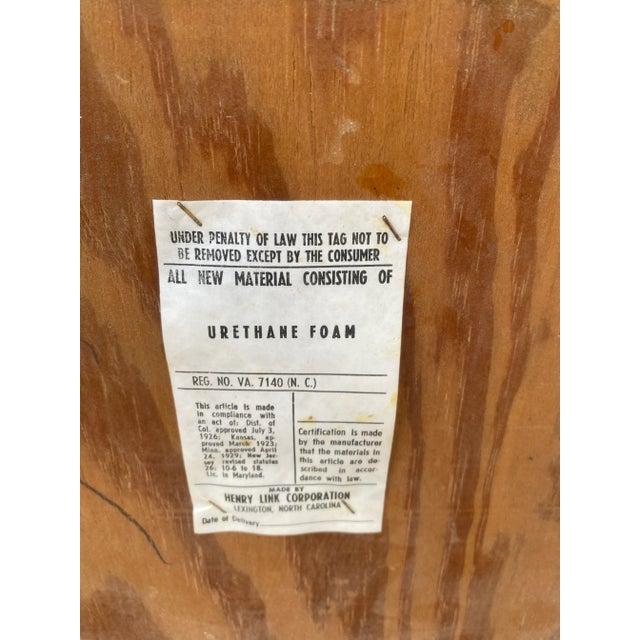 UNDER PENALTY OF LAW THIS TAG NOT TO
BE REMOVED EXCEPT BY THE CONSUMER
ALL NEW MATERIAL CONSISTING OF
URETHANE FOAM
REG. NO. VA. 7140 (N. C.)
This article is made
in compliance with
an act of: Dist. of
Col. approved July 3,
1926; Kansas, ap-
proved March 1923;
Minn. approved April
24, 1929; New Jer-
sey revised statutes
26: 10-6 to 18.
Lic. in Maryland.
Certification is made
by the manufacturer
that the materials in
this article are de-
scribed in accor-
dance with law.
MADE BY
HENRY LINK CORPORATION
LEXINGTON, NORTH CAROLINA
Date of Delivery